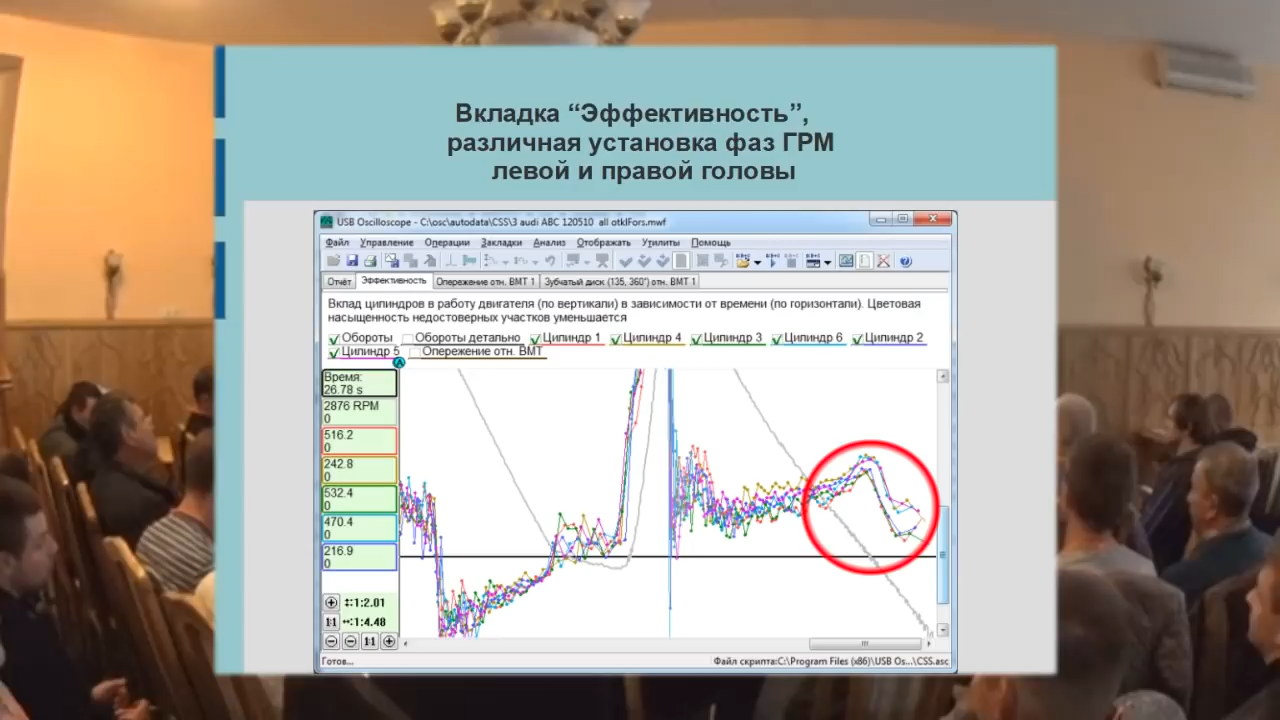 Вкладка “Эффективность”,
различная установка фаз ГРМ
левой и правой головы
USB Oscilloscope - C:\osc\autodata\CSS\3 audi ABC 120510 all otklFors.mwf
Файл Управление Операции Закладки Анализ Отображать Утилиты Помощь
Отчёт Эффективность Опережение отн. ВМТ 1 Зубчатый диск (135, 360°) отн. ВМТ 1
Вклад цилиндров в работу двигателя (по вертикали) в зависимости от времени (по горизонтали). Цветовая
насыщенность недостоверных участков уменьшается
Обороты Обороты детально Цилиндр 1 Цилиндр 4 Цилиндр 3 Цилиндр 6 Цилиндр 2
Цилиндр 5 Опережение отн. ВМТ
A
Время:
26.78 s
2876 RPM
0
516.2
0
242.8
0
532.4
0
470.4
0
216.9
0
:1:2.01
1:1 :1:4.48
1:1
Готов... Файл скрипта:C:\Program Files (x86)\USB Os...\CSS.asc